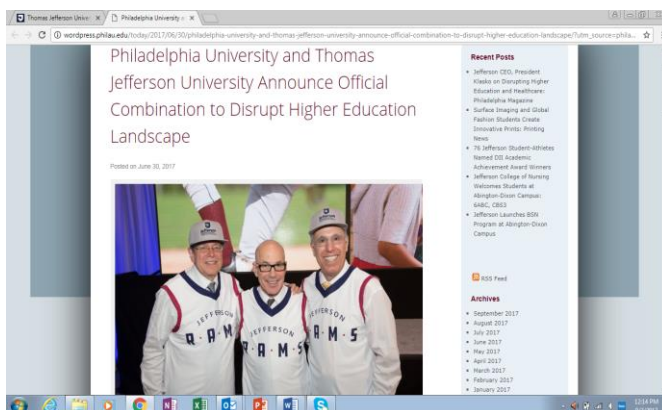 Thomas Jefferson Unive
Philadelphia University a
wordpress.philau.edu/today/2017/06/30/philadelphia-university-and-thomas-jefferson-university-announce-official-combination-to-disrupt-higher-education-landscape/?utm_source=phila...
Philadelphia University and Thomas
Jefferson University Announce Official
Combination to Disrupt Higher Education
Landscape
Posted on June 30, 2017
JEFFERSON
RAMS
JEFFERSON
R·A·M·S
JEFFERSON
RAMS
Recent Posts
Jefferson CEO, President
Klasko on Disrupting Higher
Education and Healthcare:
Philadelphia Magazine
Surface Imaging and Global
Fashion Students Create
Innovative Prints: Printing
News
76 Jefferson Student-Athletes
Named DII Academic
Achievement Award Winners
Jefferson College of Nursing
Welcomes Students at
Abington-Dixon Campus:
6ABC, CBS3
Jefferson Launches BSN
Program at Abington-Dixon
Campus
RSS Feed
Archives
September 2017
August 2017
July 2017
June 2017
May 2017
April 2017
March 2017
February 2017
January 2017
12:14 PM